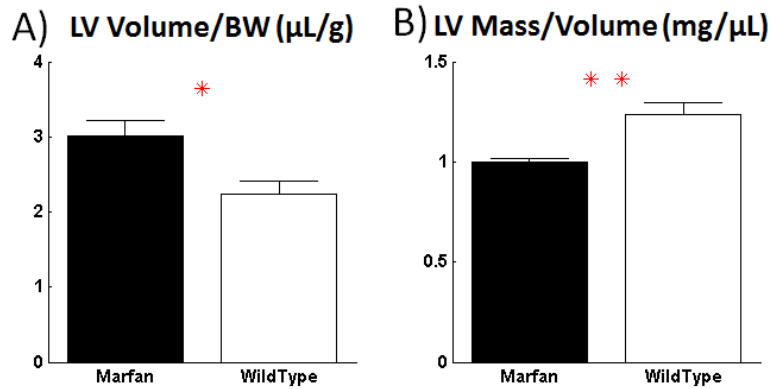 A) LV Volume/BW (µL/g)
4
3
2
1
0
*
Marfan WildType
B) LV Mass/Volume (mg/µL)
1.5
1
0.5
0
* *
Marfan WildType